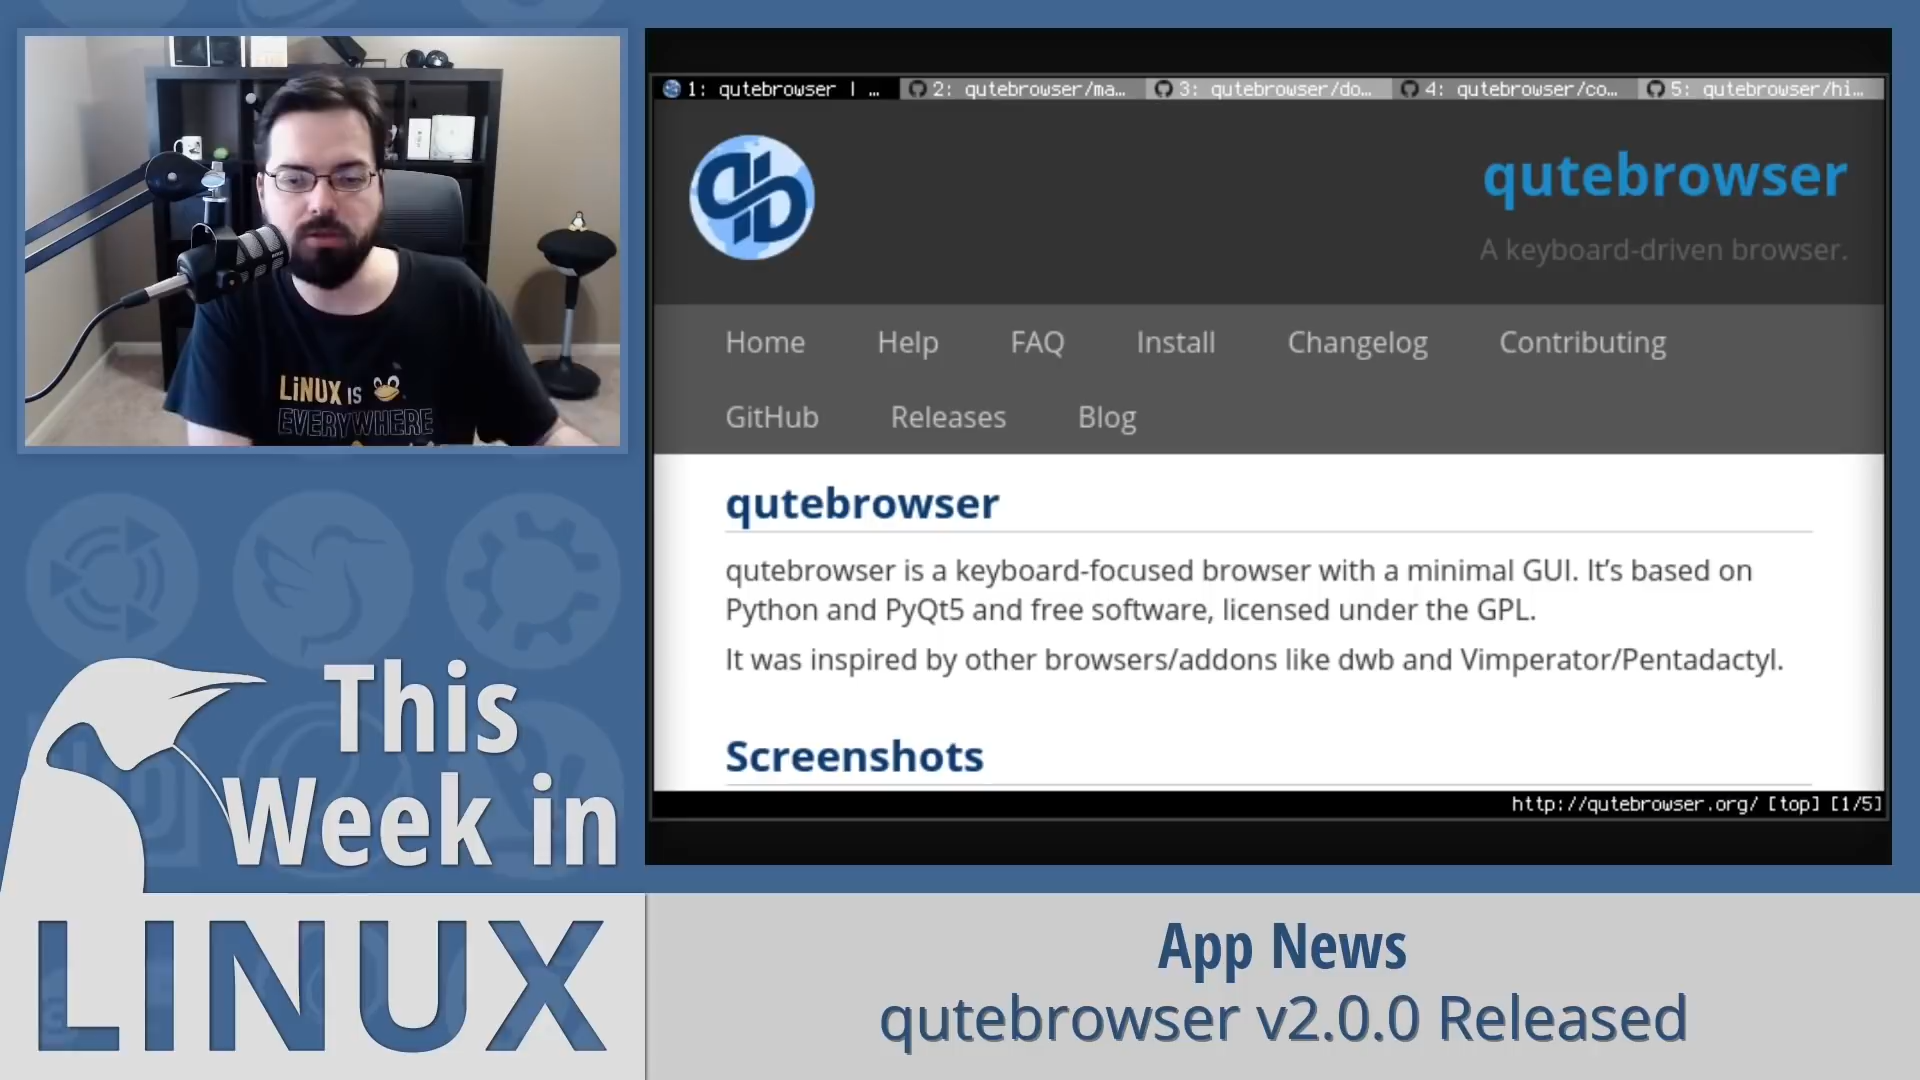 LiNUX IS
EVERYWHERE
1: qutebrowser | …
2: qutebrowser/ma…
3: qutebrowser/do…
4: qutebrowser/co…
5: qutebrowser/hi…
qutebrowser
A keyboard-driven browser.
Home
Help
FAQ
Install
Changelog
Contributing
GitHub
Releases
Blog
qutebrowser
qutebrowser is a keyboard-focused browser with a minimal GUI. It’s based on
Python and PyQt5 and free software, licensed under the GPL.
It was inspired by other browsers/addons like dwb and Vimperator/Pentadactyl.
Screenshots
http://qutebrowser.org/ [top] [1/5]
This
Week in
LINUX
App News
qutebrowser v2.0.0 Released